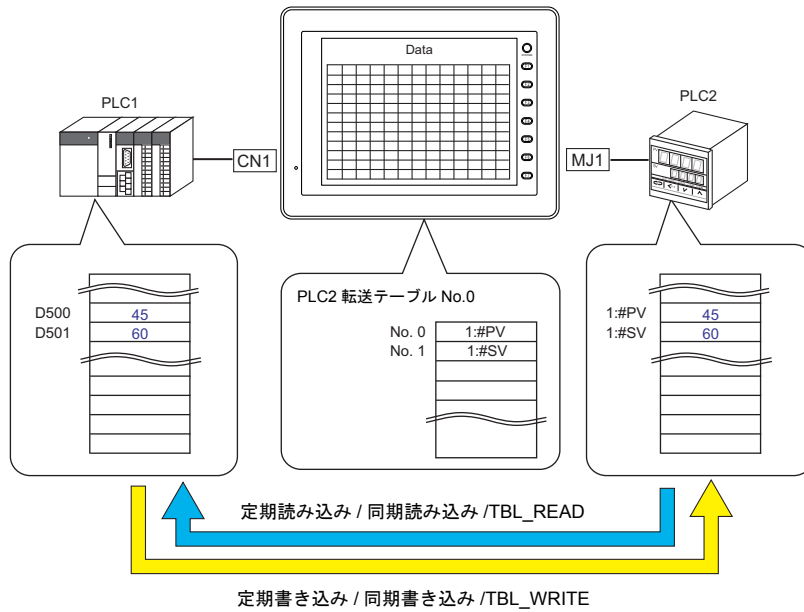 Data
PLC1
PLC2
CN1
MJ1
PLC2 転送テーブル No.0
D500 45
D501 60
No. 0 1:#PV
No. 1 1:#SV
1:#PV 45
1:#SV 60
定期読み込み / 同期読み込み /TBL_READ
定期書き込み / 同期書き込み /TBL_WRITE